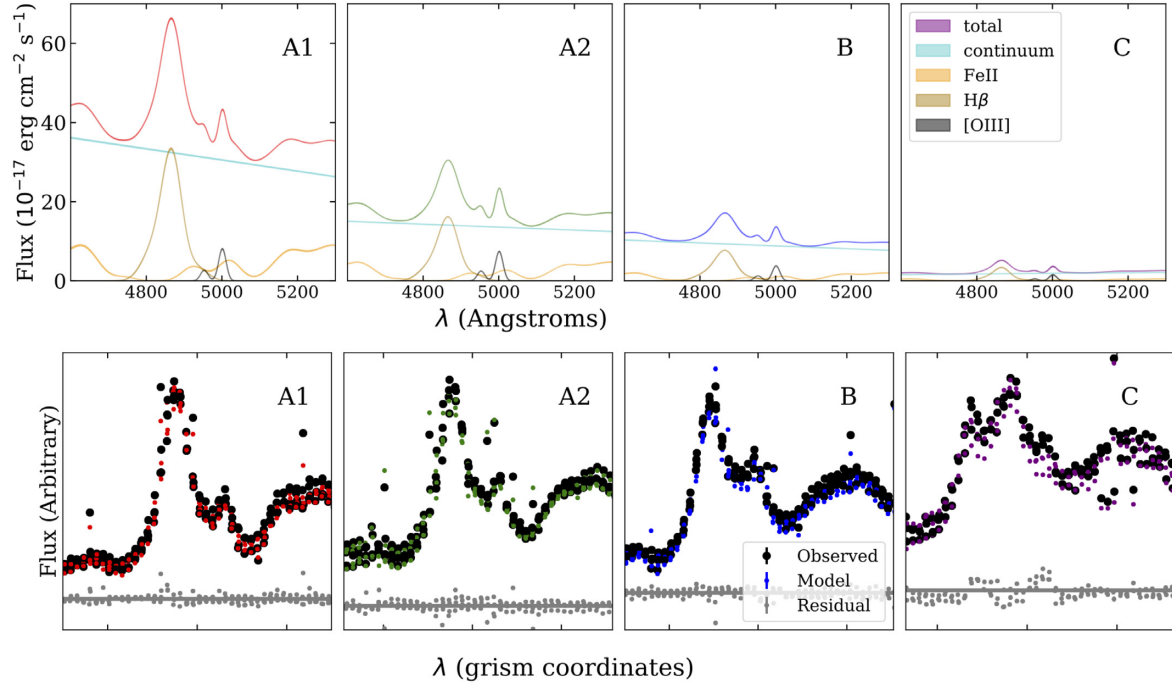 A1
A2
B
C
total
continuum
FeII
Hβ
[OIII]
Flux (10⁻¹⁷ erg cm⁻² s⁻¹)
60
40
20
0
4800 5000 5200
4800 5000 5200
4800 5000 5200
4800 5000 5200
λ (Angstroms)
A1
A2
B
C
Flux (Arbitrary)
Observed
Model
Residual
λ (grism coordinates)